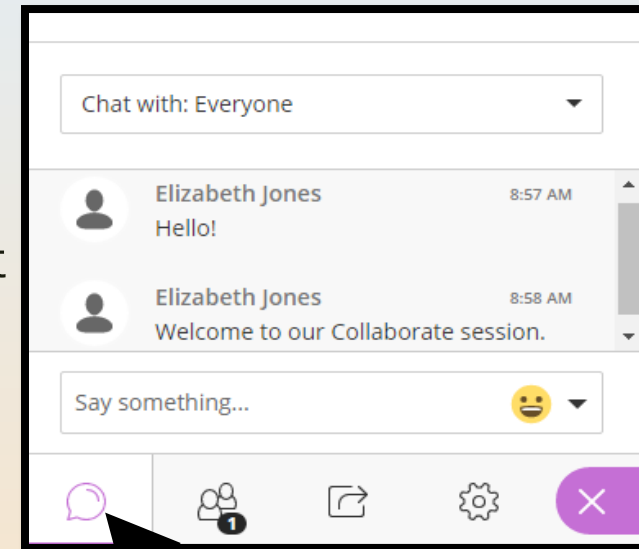 Chat with: Everyone
Elizabeth Jones 8:57 AM
Hello!
t
Elizabeth Jones 8:58 AM
Welcome to our Collaborate session.
Say something...
1